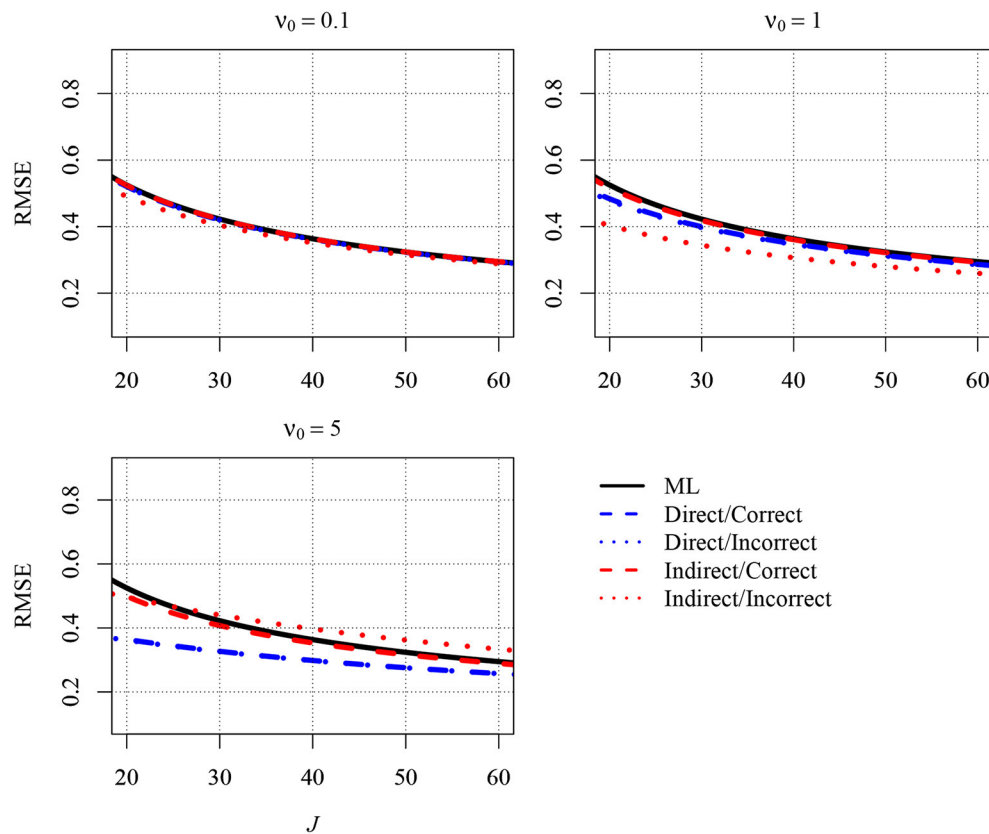 ν0 = 0.1
RMSE
0.8
0.6
0.4
0.2
20 30 40 50 60
ν0 = 1
0.8
0.6
0.4
0.2
20 30 40 50 60
ν0 = 5
RMSE
0.8
0.6
0.4
0.2
20 30 40 50 60
J
ML
Direct/Correct
Direct/Incorrect
Indirect/Correct
Indirect/Incorrect